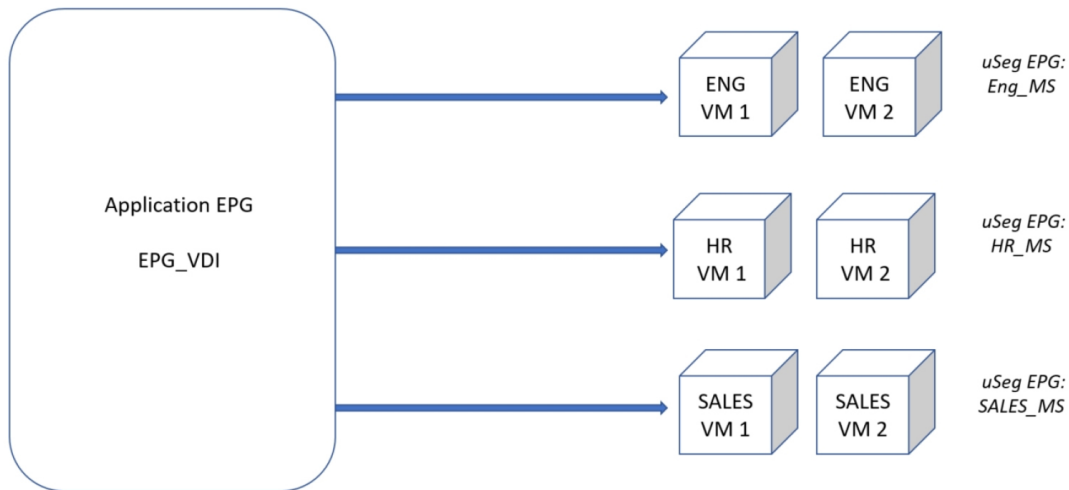 Application EPG
EPG_VDI
ENG
VM 1
ENG
VM 2
uSeg EPG:
Eng_MS
HR
VM 1
HR
VM 2
uSeg EPG:
HR_MS
SALES
VM 1
SALES
VM 2
uSeg EPG:
SALES_MS